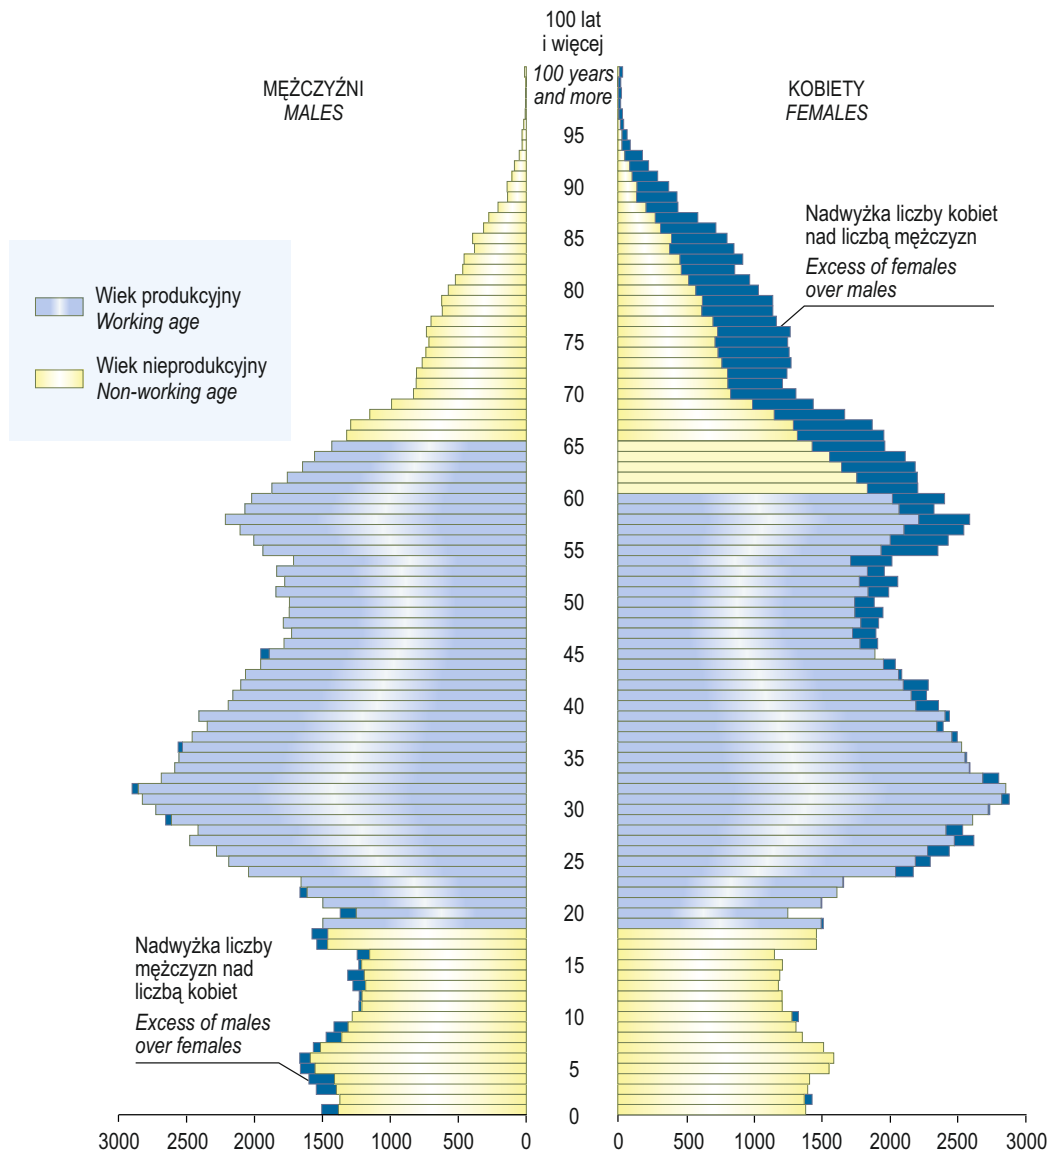 100 lat
i więcej
100 years
and more
MĘŻCZYŹNI
MALES
KOBIETY
FEMALES
95
90
85
80
75
70
65
60
55
50
45
40
35
30
25
20
15
10
5
0
Nadwyżka liczby kobiet
nad liczbą mężczyzn
Excess of females
over males
Wiek produkcyjny
Working age
Wiek nieprodukcyjny
Non-working age
Nadwyżka liczby
mężczyzn nad
liczbą kobiet
Excess of males
over females
3000 2500 2000 1500 1000 500 0
0 500 1000 1500 2000 2500 3000